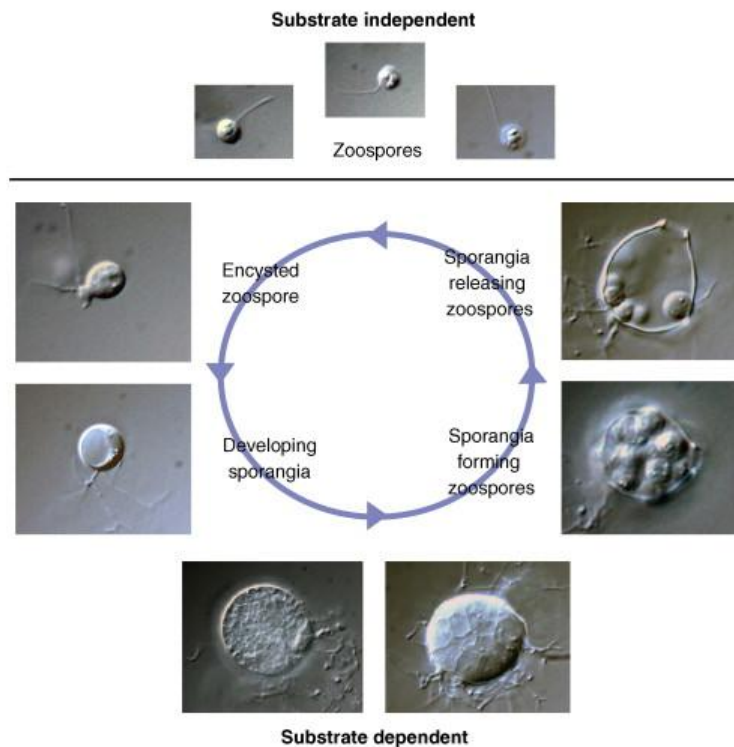 Substrate independent
Zoospores
Encysted
zoospore
Sporangia
releasing
zoospores
Developing
sporangia
Sporangia
forming
zoospores
Substrate dependent